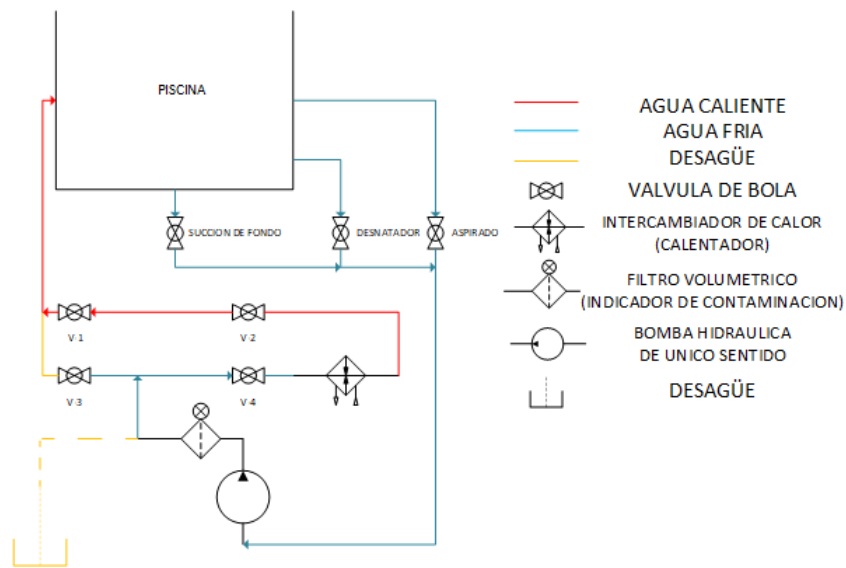 PISCINA
SUCCION DE FONDO
DESNATADOR
ASPIRADO
V-1
V-2
V-3
V-4
AGUA CALIENTE
AGUA FRIA
DESAGÜE
VALVULA DE BOLA
INTERCAMBIADOR DE CALOR
(CALENTADOR)
FILTRO VOLUMETRICO
(INDICADOR DE CONTAMINACION)
BOMBA HIDRAULICA
DE UNICO SENTIDO
DESAGÜE